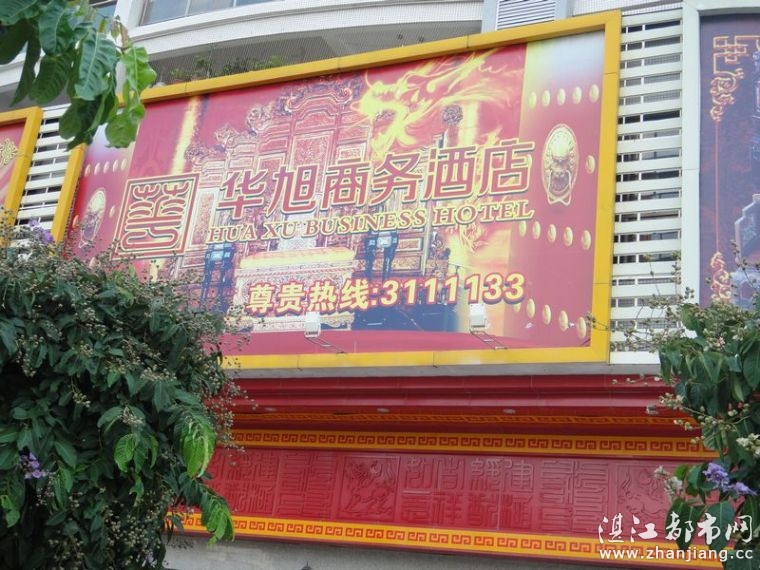 华旭商务酒店
HUA XU BUSINESS HOTEL
尊贵热线:3111133
湛江都市网
www.zhanjiang.cc